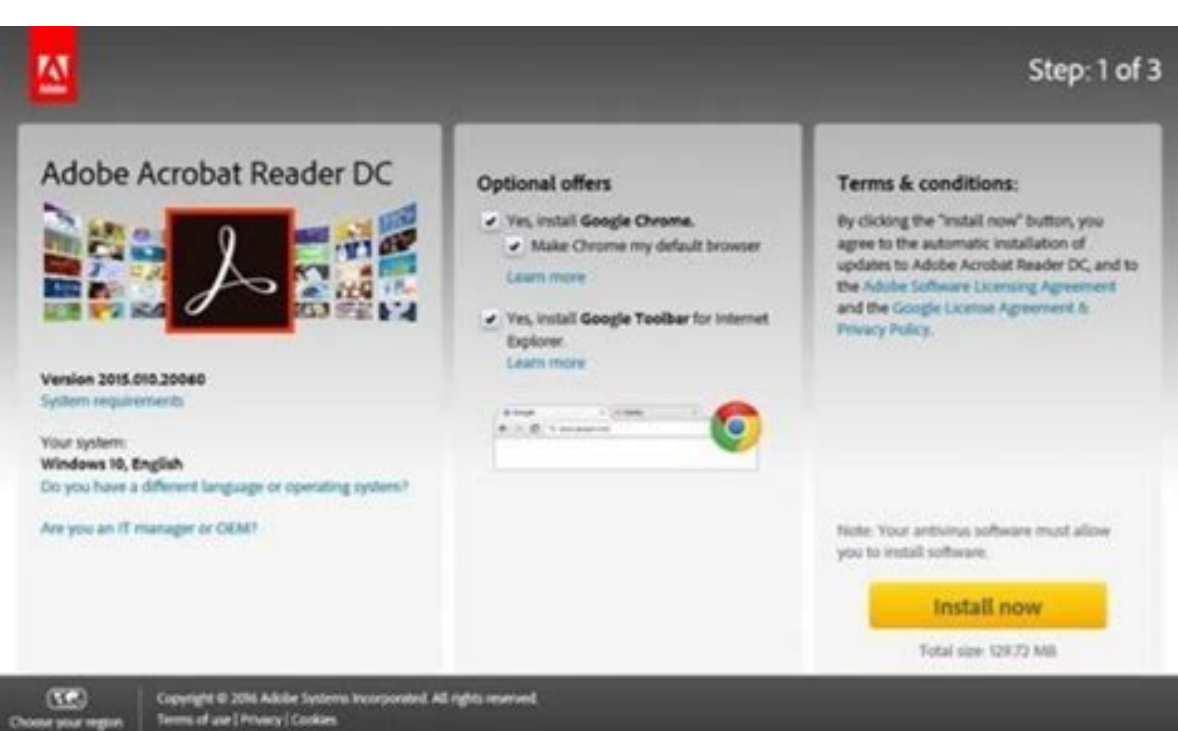 Adobe
Step: 1 of 3
Adobe Acrobat Reader DC
Version 2015.010.20060
System requirements
Your system:
Windows 10, English
Do you have a different language or operating system?
Are you an IT manager or OEM?
Optional offers
Yes, install Google Chrome.
Make Chrome my default browser
Learn more
Yes, install Google Toolbar for Internet
Explorer.
Learn more
Google
Terms & conditions:
By clicking the "Install now" button, you
agree to the automatic installation of
updates to Adobe Acrobat Reader DC, and to
the Adobe Software Licensing Agreement
and the Google License Agreement &
Privacy Policy.
Note: Your antivirus software must allow
you to install software.
Install now
Total size: 129.72 MB
Choose your region
Copyright © 2016 Adobe Systems Incorporated. All rights reserved.
Terms of use | Privacy | Cookies